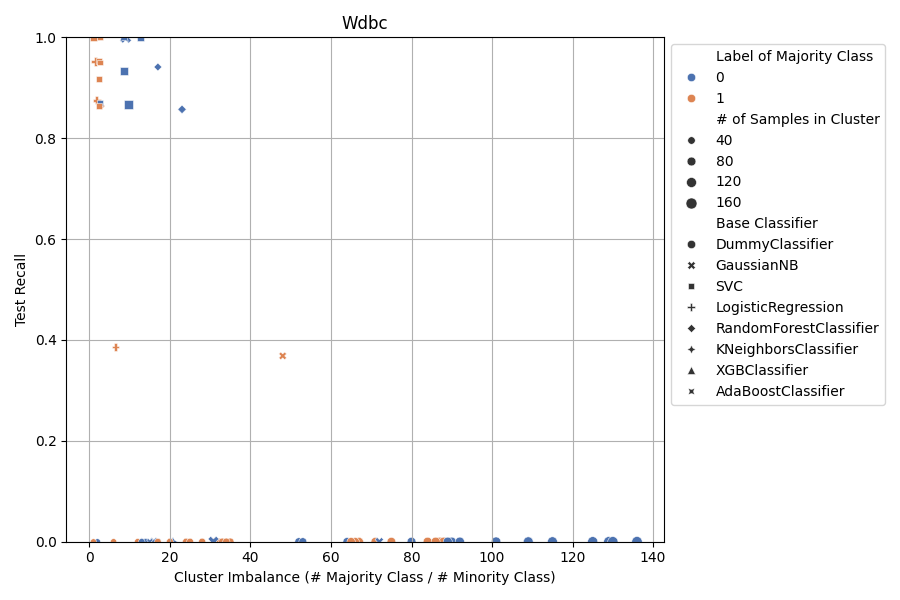 Wdbc
Test Recall
1.0
0.8
0.6
0.4
0.2
0.0
0 20 40 60 80 100 120 140
Cluster Imbalance (# Majority Class / # Minority Class)
Label of Majority Class
0
1
# of Samples in Cluster
40
80
120
160
Base Classifier
DummyClassifier
GaussianNB
SVC
LogisticRegression
RandomForestClassifier
KNeighborsClassifier
XGBClassifier
AdaBoostClassifier